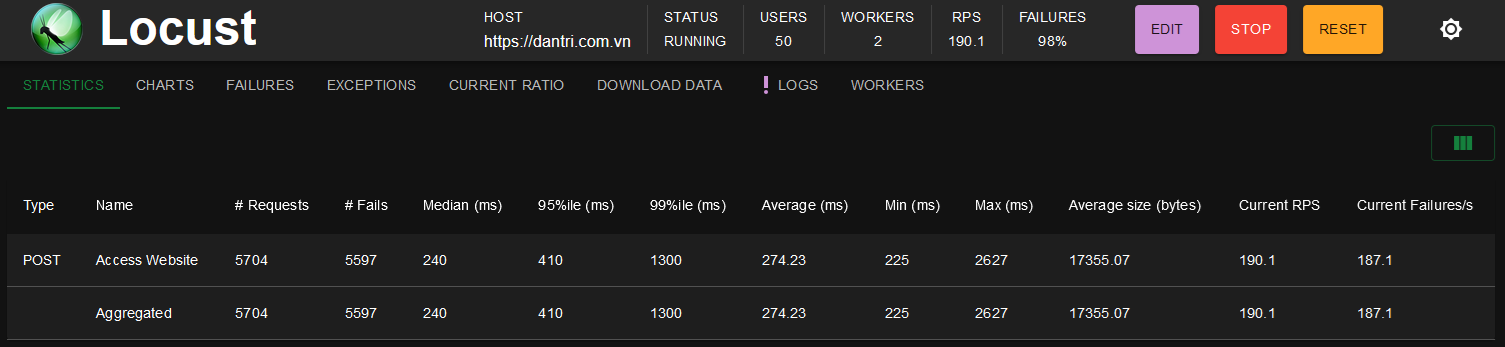 Locust
HOST
https://dantri.com.vn
STATUS
RUNNING
USERS
50
WORKERS
2
RPS
190.1
FAILURES
98%
EDIT
STOP
RESET
STATISTICS CHARTS FAILURES EXCEPTIONS CURRENT RATIO DOWNLOAD DATA ! LOGS WORKERS
Type Name # Requests # Fails Median (ms) 95%ile (ms) 99%ile (ms) Average (ms) Min (ms) Max (ms) Average size (bytes) Current RPS Current Failures/s
POST Access Website 5704 5597 240 410 1300 274.23 225 2627 17355.07 190.1 187.1
Aggregated 5704 5597 240 410 1300 274.23 225 2627 17355.07 190.1 187.1